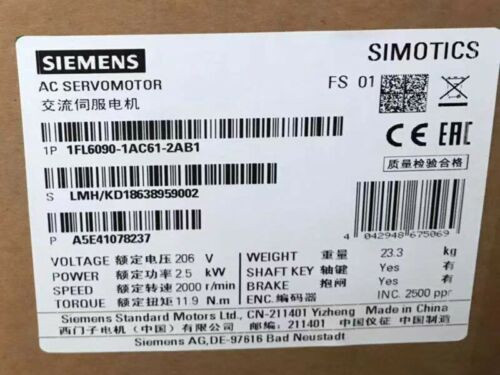 SIEMENS
SIMOTICS
AC SERVOMOTOR
FS 01
交流伺服电机
1P 1FL6090-1AC61-2AB1
CE EAC
质量检验合格
S LMH/KD18638959002
P A5E41078237
4 042948 675069
VOLTAGE 额定电压 206 V
POWER 额定功率 2.5 kW
SPEED 额定转速 2000 r/min
TORQUE 额定扭矩 11.9 N.m
WEIGHT 重量 23.3 kg
SHAFT KEY 轴键 Yes 有
BRAKE 抱闸 Yes 有
ENC.编码器 INC. 2500 ppr
Siemens Standard Motors Ltd., CN-211401 Yizheng Made in China
西门子电机（中国）有限公司 邮编：211401 中国仪征 中国制造
Siemens AG,DE-97616 Bad Neustadt